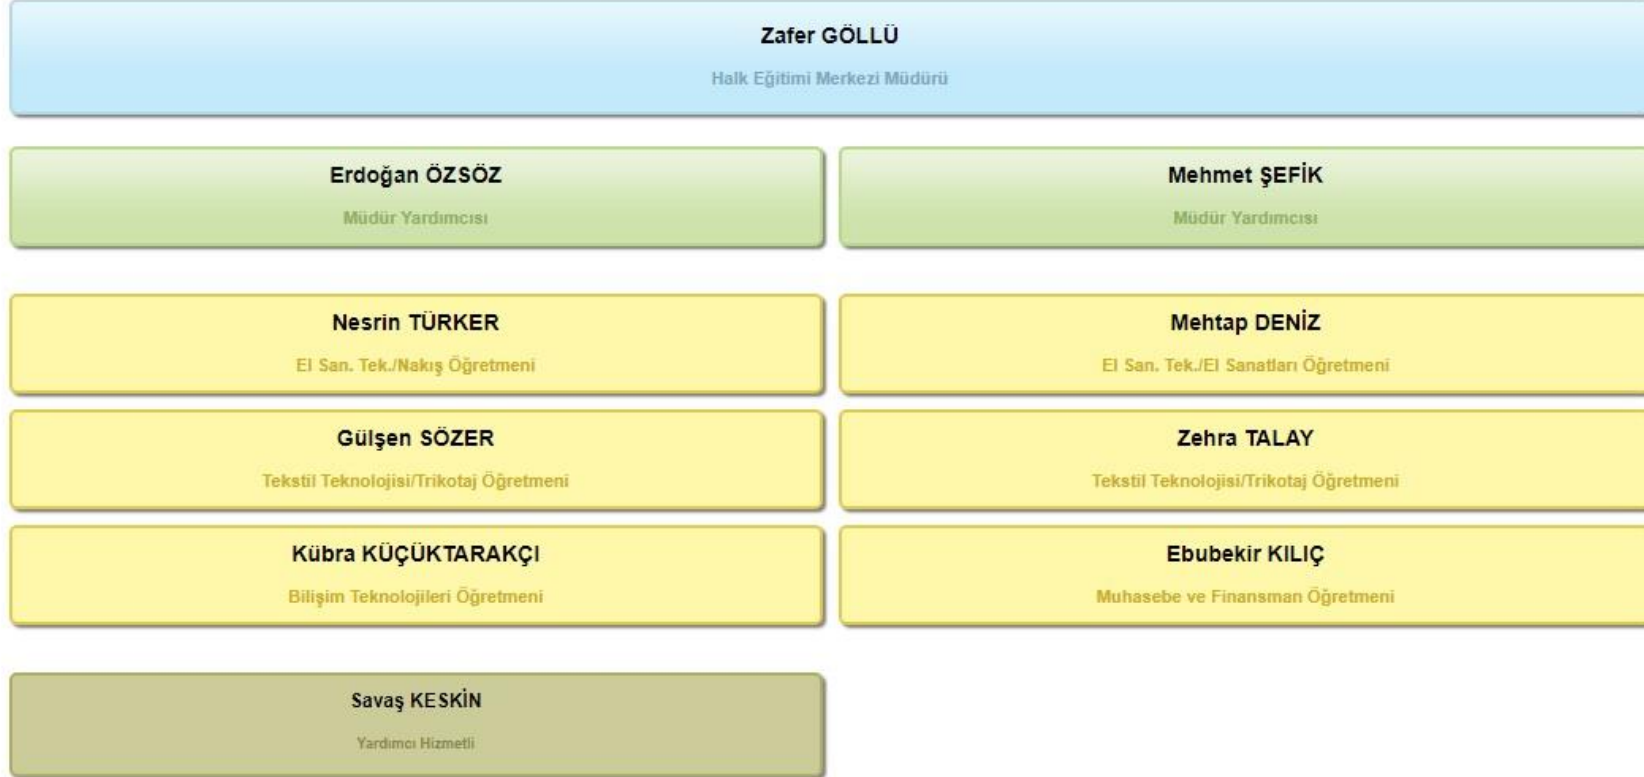 Zafer GÖLLÜ
Halk Eğitimi Merkezi Müdürü
Erdoğan ÖZSÖZ
Müdür Yardımcısı
Mehmet ŞEFİK
Müdür Yardımcısı
Nesrin TÜRKER
El San. Tek./Nakış Öğretmeni
Mehtap DENİZ
El San. Tek./El Sanatları Öğretmeni
Gülşen SÖZER
Tekstil Teknolojisi/Trikotaj Öğretmeni
Zehra TALAY
Tekstil Teknolojisi/Trikotaj Öğretmeni
Kübra KÜÇÜKTARAKÇI
Bilişim Teknolojileri Öğretmeni
Ebubekir KILIÇ
Muhasebe ve Finansman Öğretmeni
Savaş KESKİN
Yardımcı Hizmetli